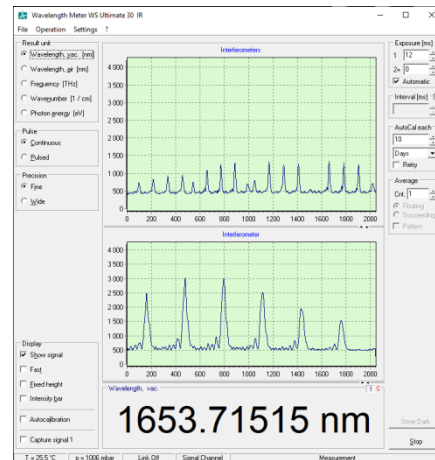 Wavelength Meter WS Ultimate 30 IR
File Operation Settings ?
Result unit
Wavelength, vac. [nm]
Wavelength, air [nm]
Frequency [THz]
Wavenumber [1 / cm]
Photon energy [eV]
Pulse
Continuous
Pulsed
Precision
Fine
Wide
Display
Show signal
Fast
Fixed height
Intensity bar
Autocalibration
Capture signal 1
Interferometers
4 000
3 500
3 000
2 500
2 000
1 500
1 000
500
0
0 200 400 600 800 1000 1200 1400 1600 1800 2000
Interferometer
4 000
3 500
3 000
2 500
2 000
1 500
1 000
500
0
0 200 400 600 800 1000 1200 1400 1600 1800 2000
Wavelength, vac.
t C
1653.71515 nm
Exposure [ms]
1 12
2+ 0
Automatic
Interval [ms]
AutoCal each
10
Days
Retry
Average
Cnt. 1
Floating
Succeeding
Pattern
Store Dark
Stop
T = 25.5 °C p = 1006 mbar Link Off Signal Channel Measurement